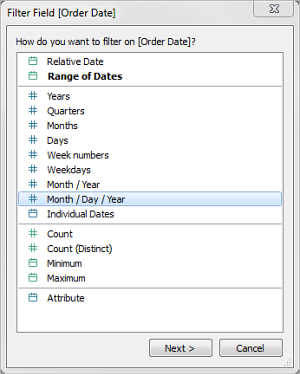 Filter Field [Order Date]
How do you want to filter on [Order Date]?
Relative Date
Range of Dates
Years
Quarters
Months
Days
Week numbers
Weekdays
Month / Year
Month / Day / Year
Individual Dates
Count
Count (Distinct)
Minimum
Maximum
Attribute
Next >
Cancel